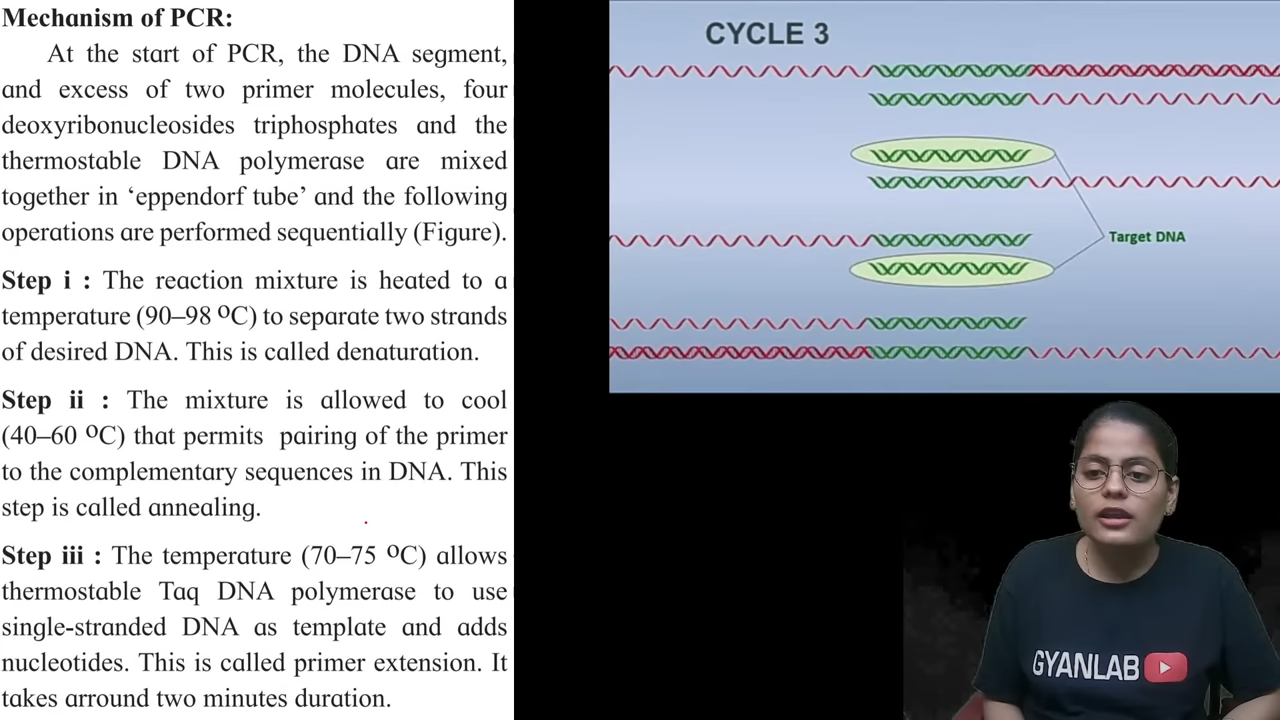 Mechanism of PCR:
At the start of PCR, the DNA segment,
and excess of two primer molecules, four
deoxyribonucleosides triphosphates and the
thermostable DNA polymerase are mixed
together in ‘eppendorf tube’ and the following
operations are performed sequentially (Figure).
Step i : The reaction mixture is heated to a
temperature (90–98 ⁰C) to separate two strands
of desired DNA. This is called denaturation.
Step ii : The mixture is allowed to cool
(40–60 ⁰C) that permits pairing of the primer
to the complementary sequences in DNA. This
step is called annealing.
Step iii : The temperature (70–75 ⁰C) allows
thermostable Taq DNA polymerase to use
single-stranded DNA as template and adds
nucleotides. This is called primer extension. It
takes arround two minutes duration.
CYCLE 3
Target DNA
GYANLAB